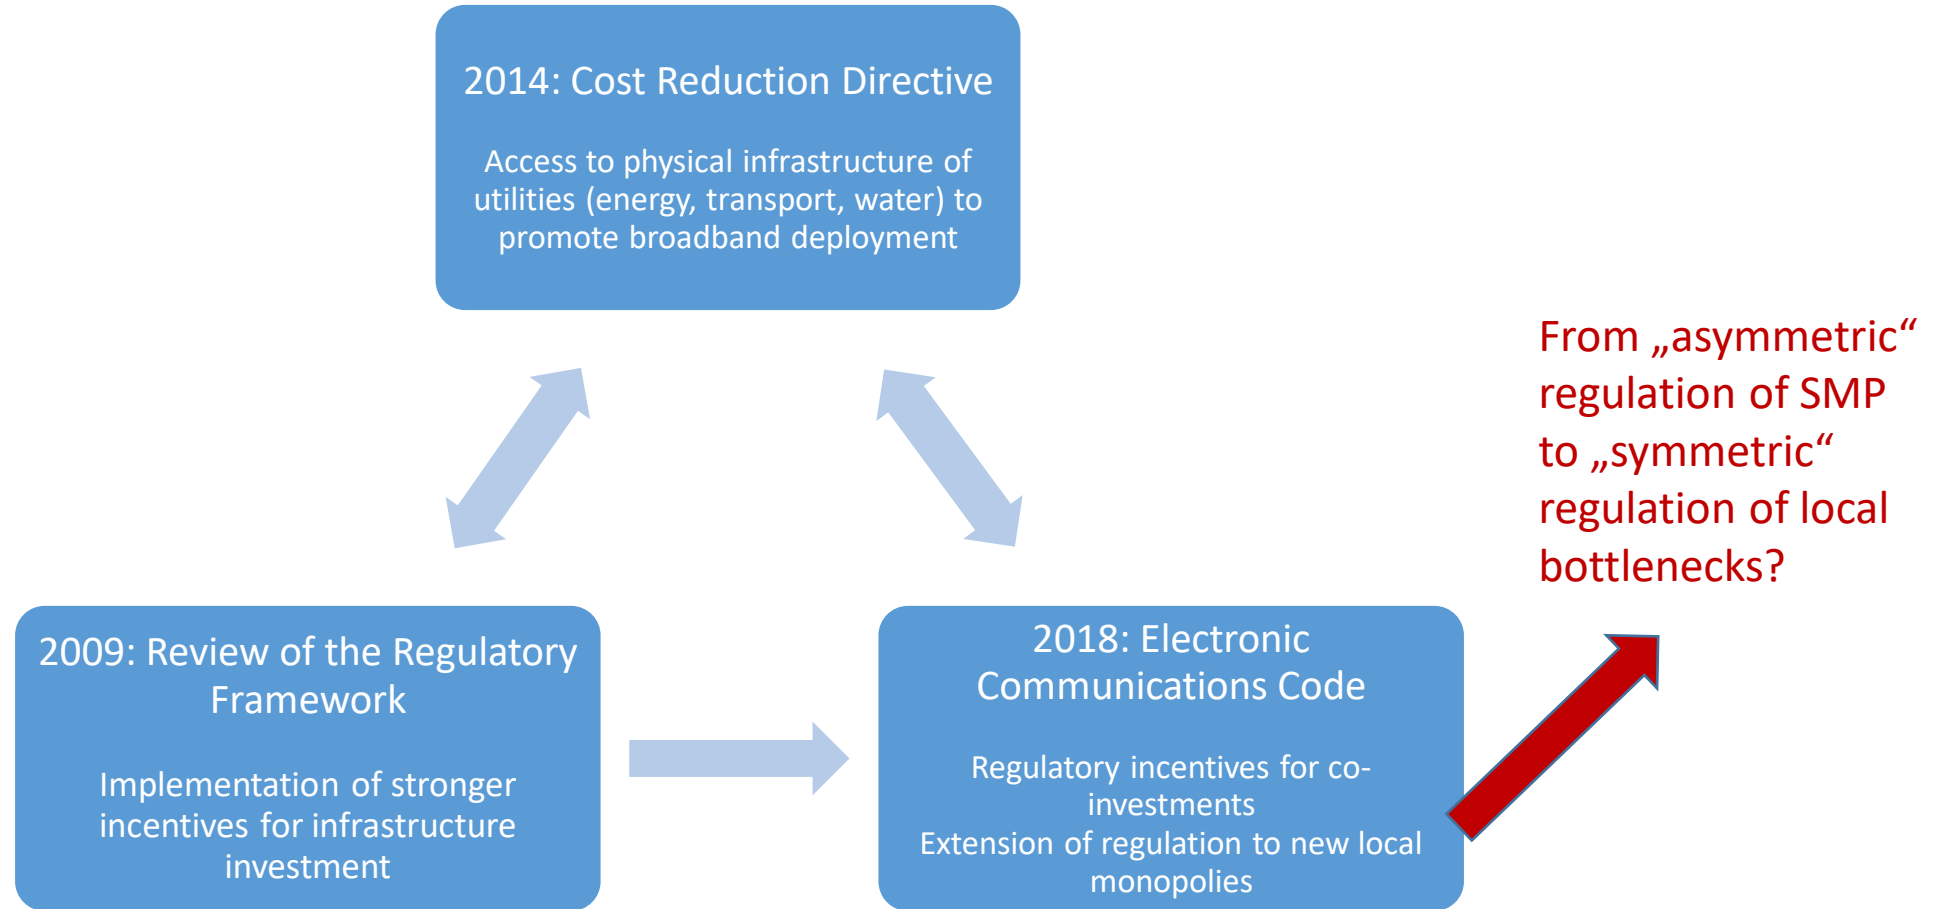 2014: Cost Reduction Directive
Access to physical infrastructure of
utilities (energy, transport, water) to
promote broadband deployment
From „asymmetric“
regulation of SMP
to „symmetric“
regulation of local
bottlenecks?
2009: Review of the Regulatory
Framework
Implementation of stronger
incentives for infrastructure
investment
2018: Electronic
Communications Code
Regulatory incentives for co-
investments
Extension of regulation to new local
monopolies